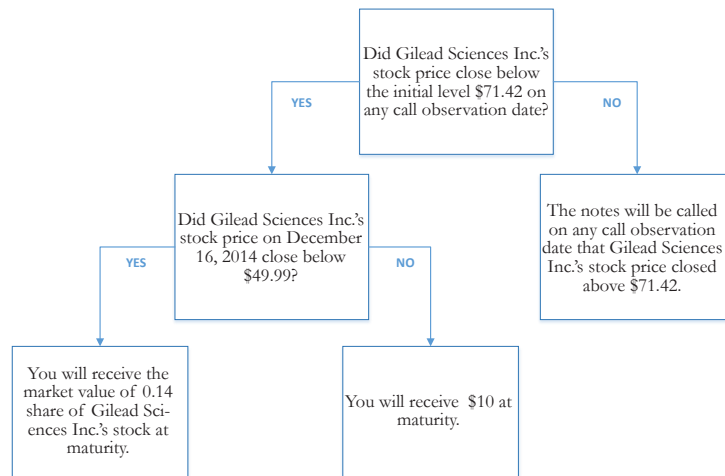 Did Gilead Sciences Inc.'s
stock price close below
the initial level $71.42 on
any call observation date?
YES
NO
Did Gilead Sciences Inc.'s
stock price on December
16, 2014 close below
$49.99?
The notes will be called
on any call observation
date that Gilead Sciences
Inc.'s stock price closed
above $71.42.
YES
NO
You will receive the
market value of 0.14
share of Gilead Sci-
ences Inc.'s stock at
maturity.
You will receive $10 at
maturity.